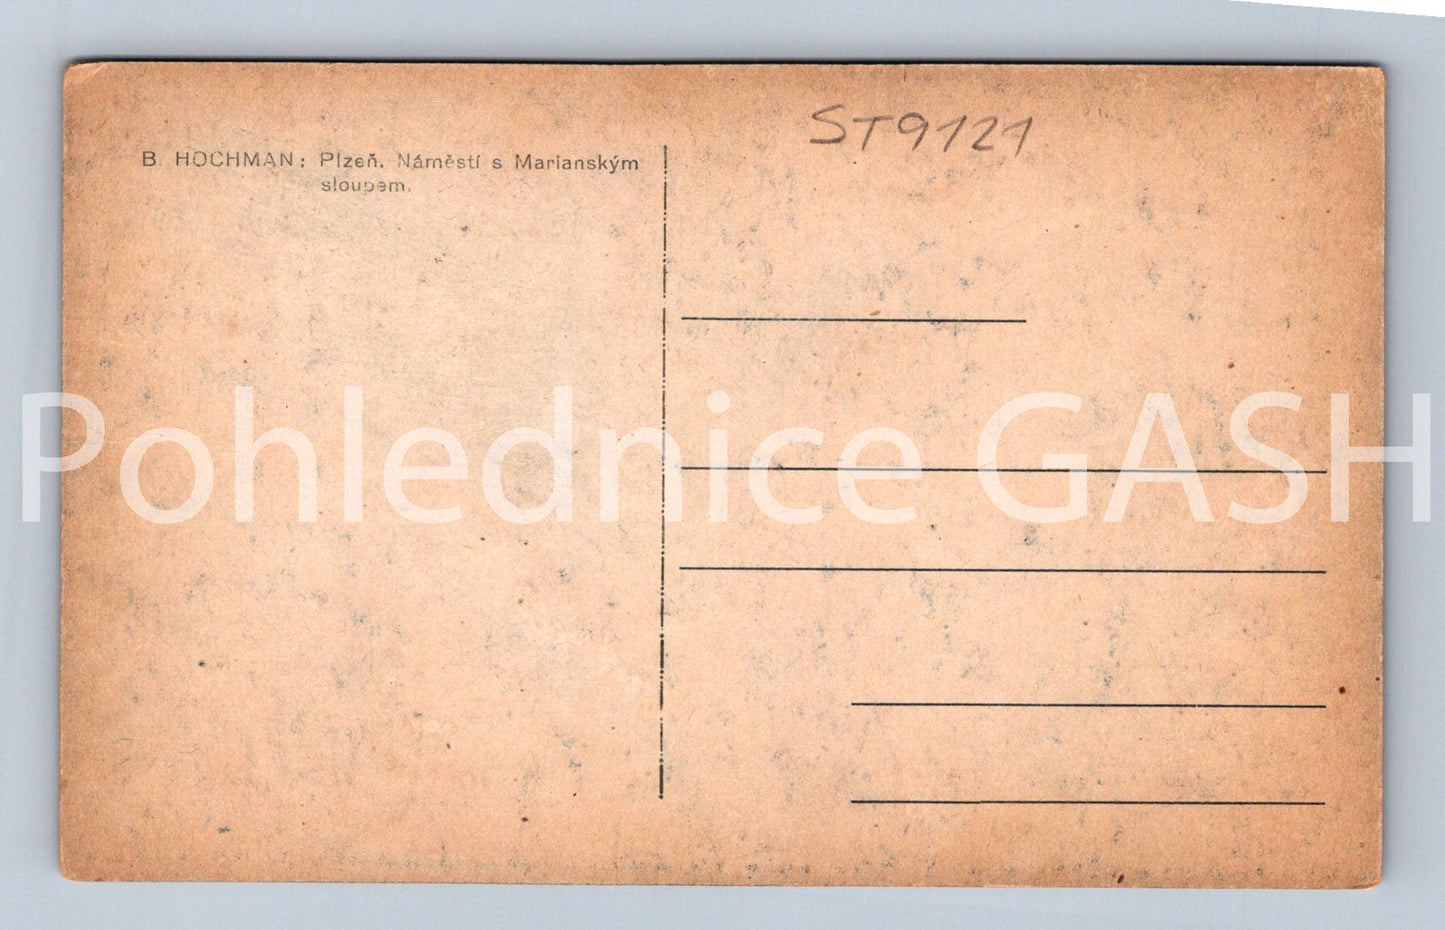 ST9121
B. HOCHMAN: Plzeň. Náměstí s Marianským
sloupem.
Pohlednice GASH